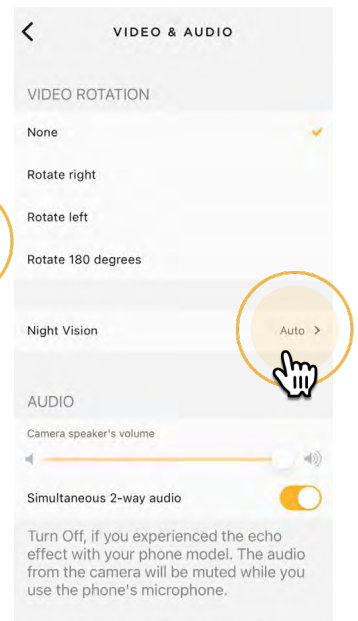 VIDEO & AUDIO
VIDEO ROTATION
None
Rotate right
Rotate left
Rotate 180 degrees
Night Vision
Auto
AUDIO
Camera speaker's volume
Simultaneous 2-way audio
Turn Off, if you experienced the echo
effect with your phone model. The audio
from the camera will be muted while you
use the phone's microphone.